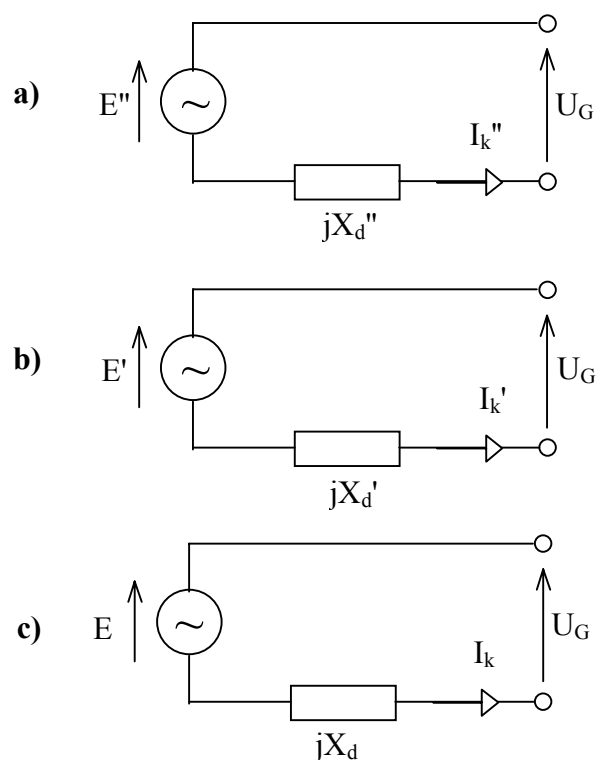 a)
E"
U_G
I_k"
jX_d"
b)
E'
U_G
I_k'
jX_d'
c)
E
U_G
I_k
jX_d